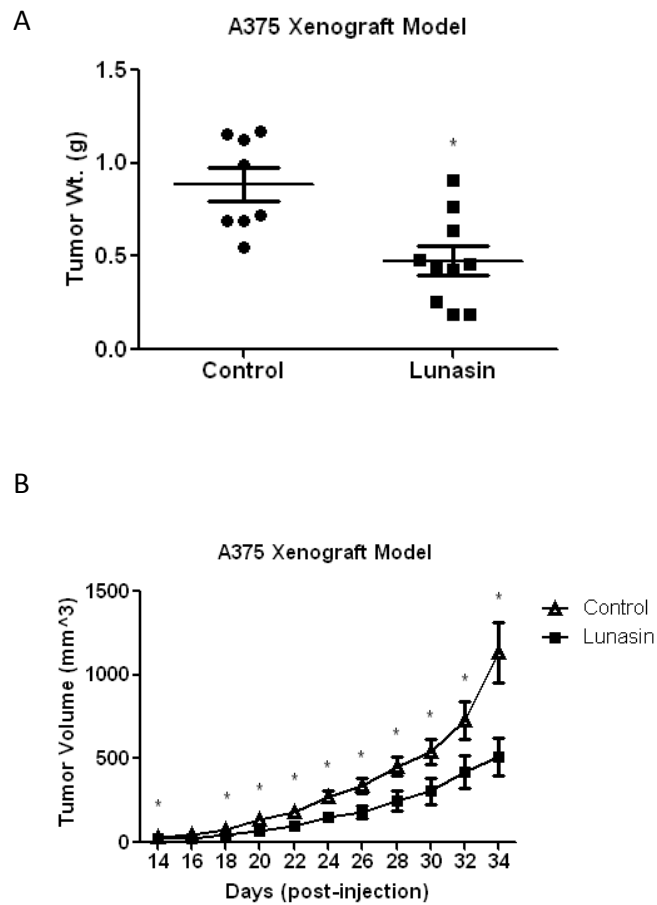 A
A375 Xenograft Model
Tumor Wt. (g)
1.5
1.0
0.5
0.0
*
Control Lunasin
B
A375 Xenograft Model
Tumor Volume (mm^3)
1500
1000
500
0
* * * * * * * * * *
14 16 18 20 22 24 26 28 30 32 34
Days (post-injection)
Control
Lunasin